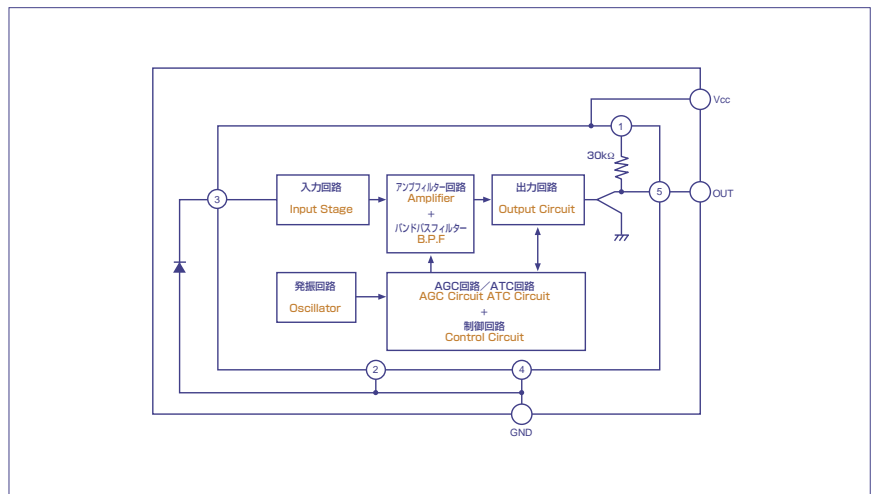 Vcc
1
30kΩ
入力回路
Input Stage
アンプフィルター回路
Amplifier
+
バンドパスフィルター
B.P.F
出力回路
Output Circuit
3
5
OUT
発振回路
Oscillator
AGC回路／ATC回路
AGC Circuit ATC Circuit
+
制御回路
Control Circuit
2
4
GND